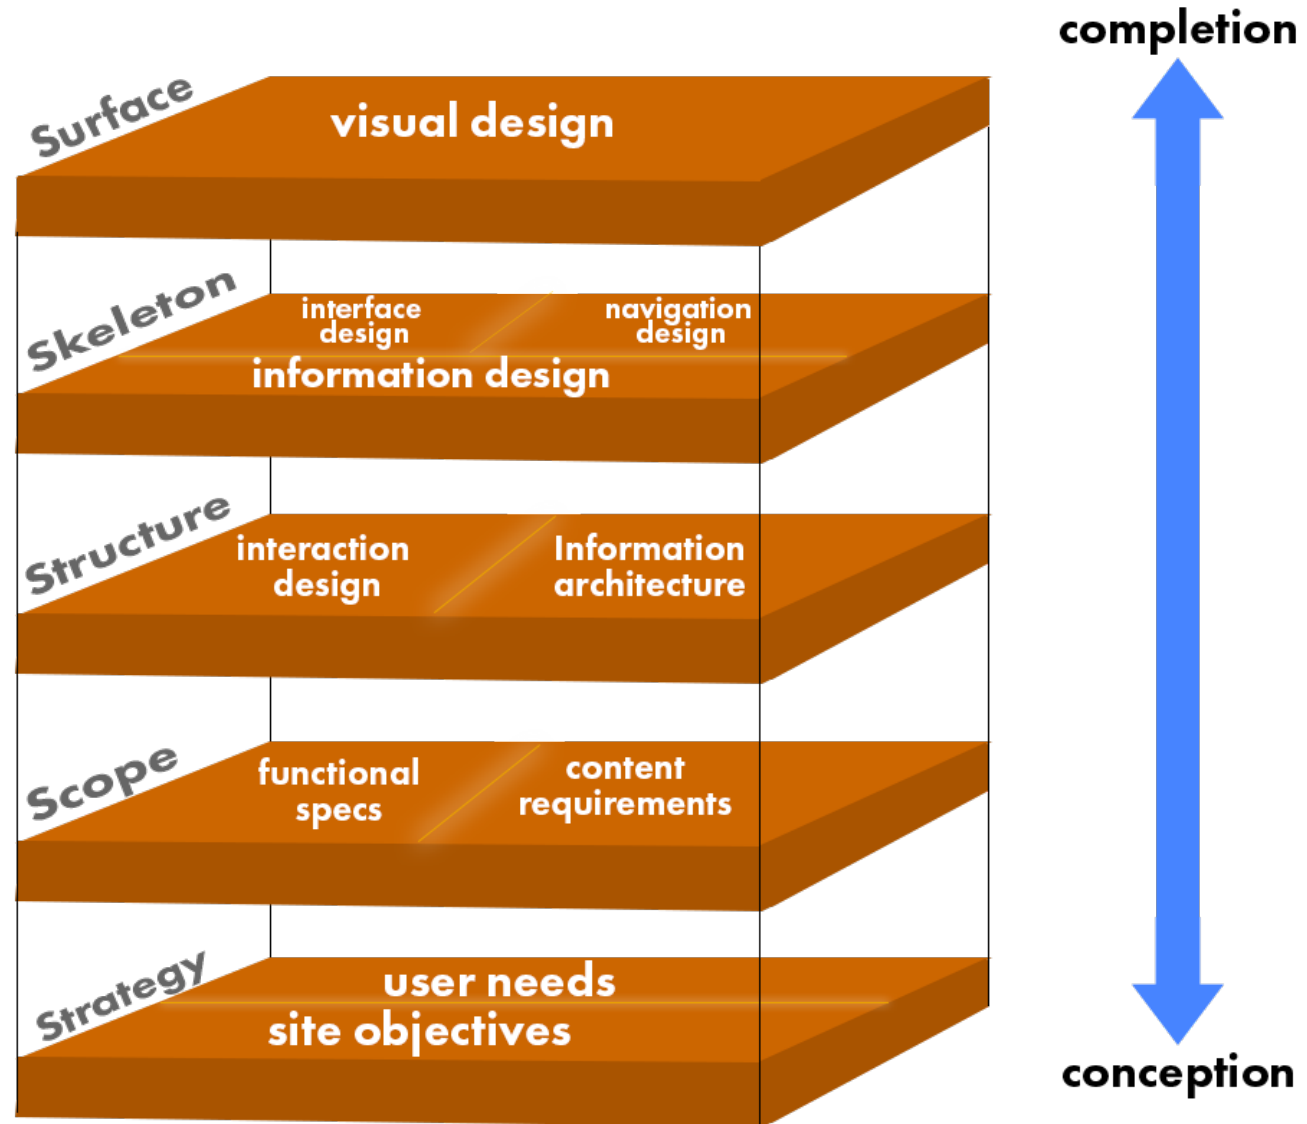 completion
Surface
visual design
Skeleton
interface
design
navigation
design
information design
Structure
interaction
design
Information
architecture
Scope
functional
specs
content
requirements
Strategy
user needs
site objectives
conception